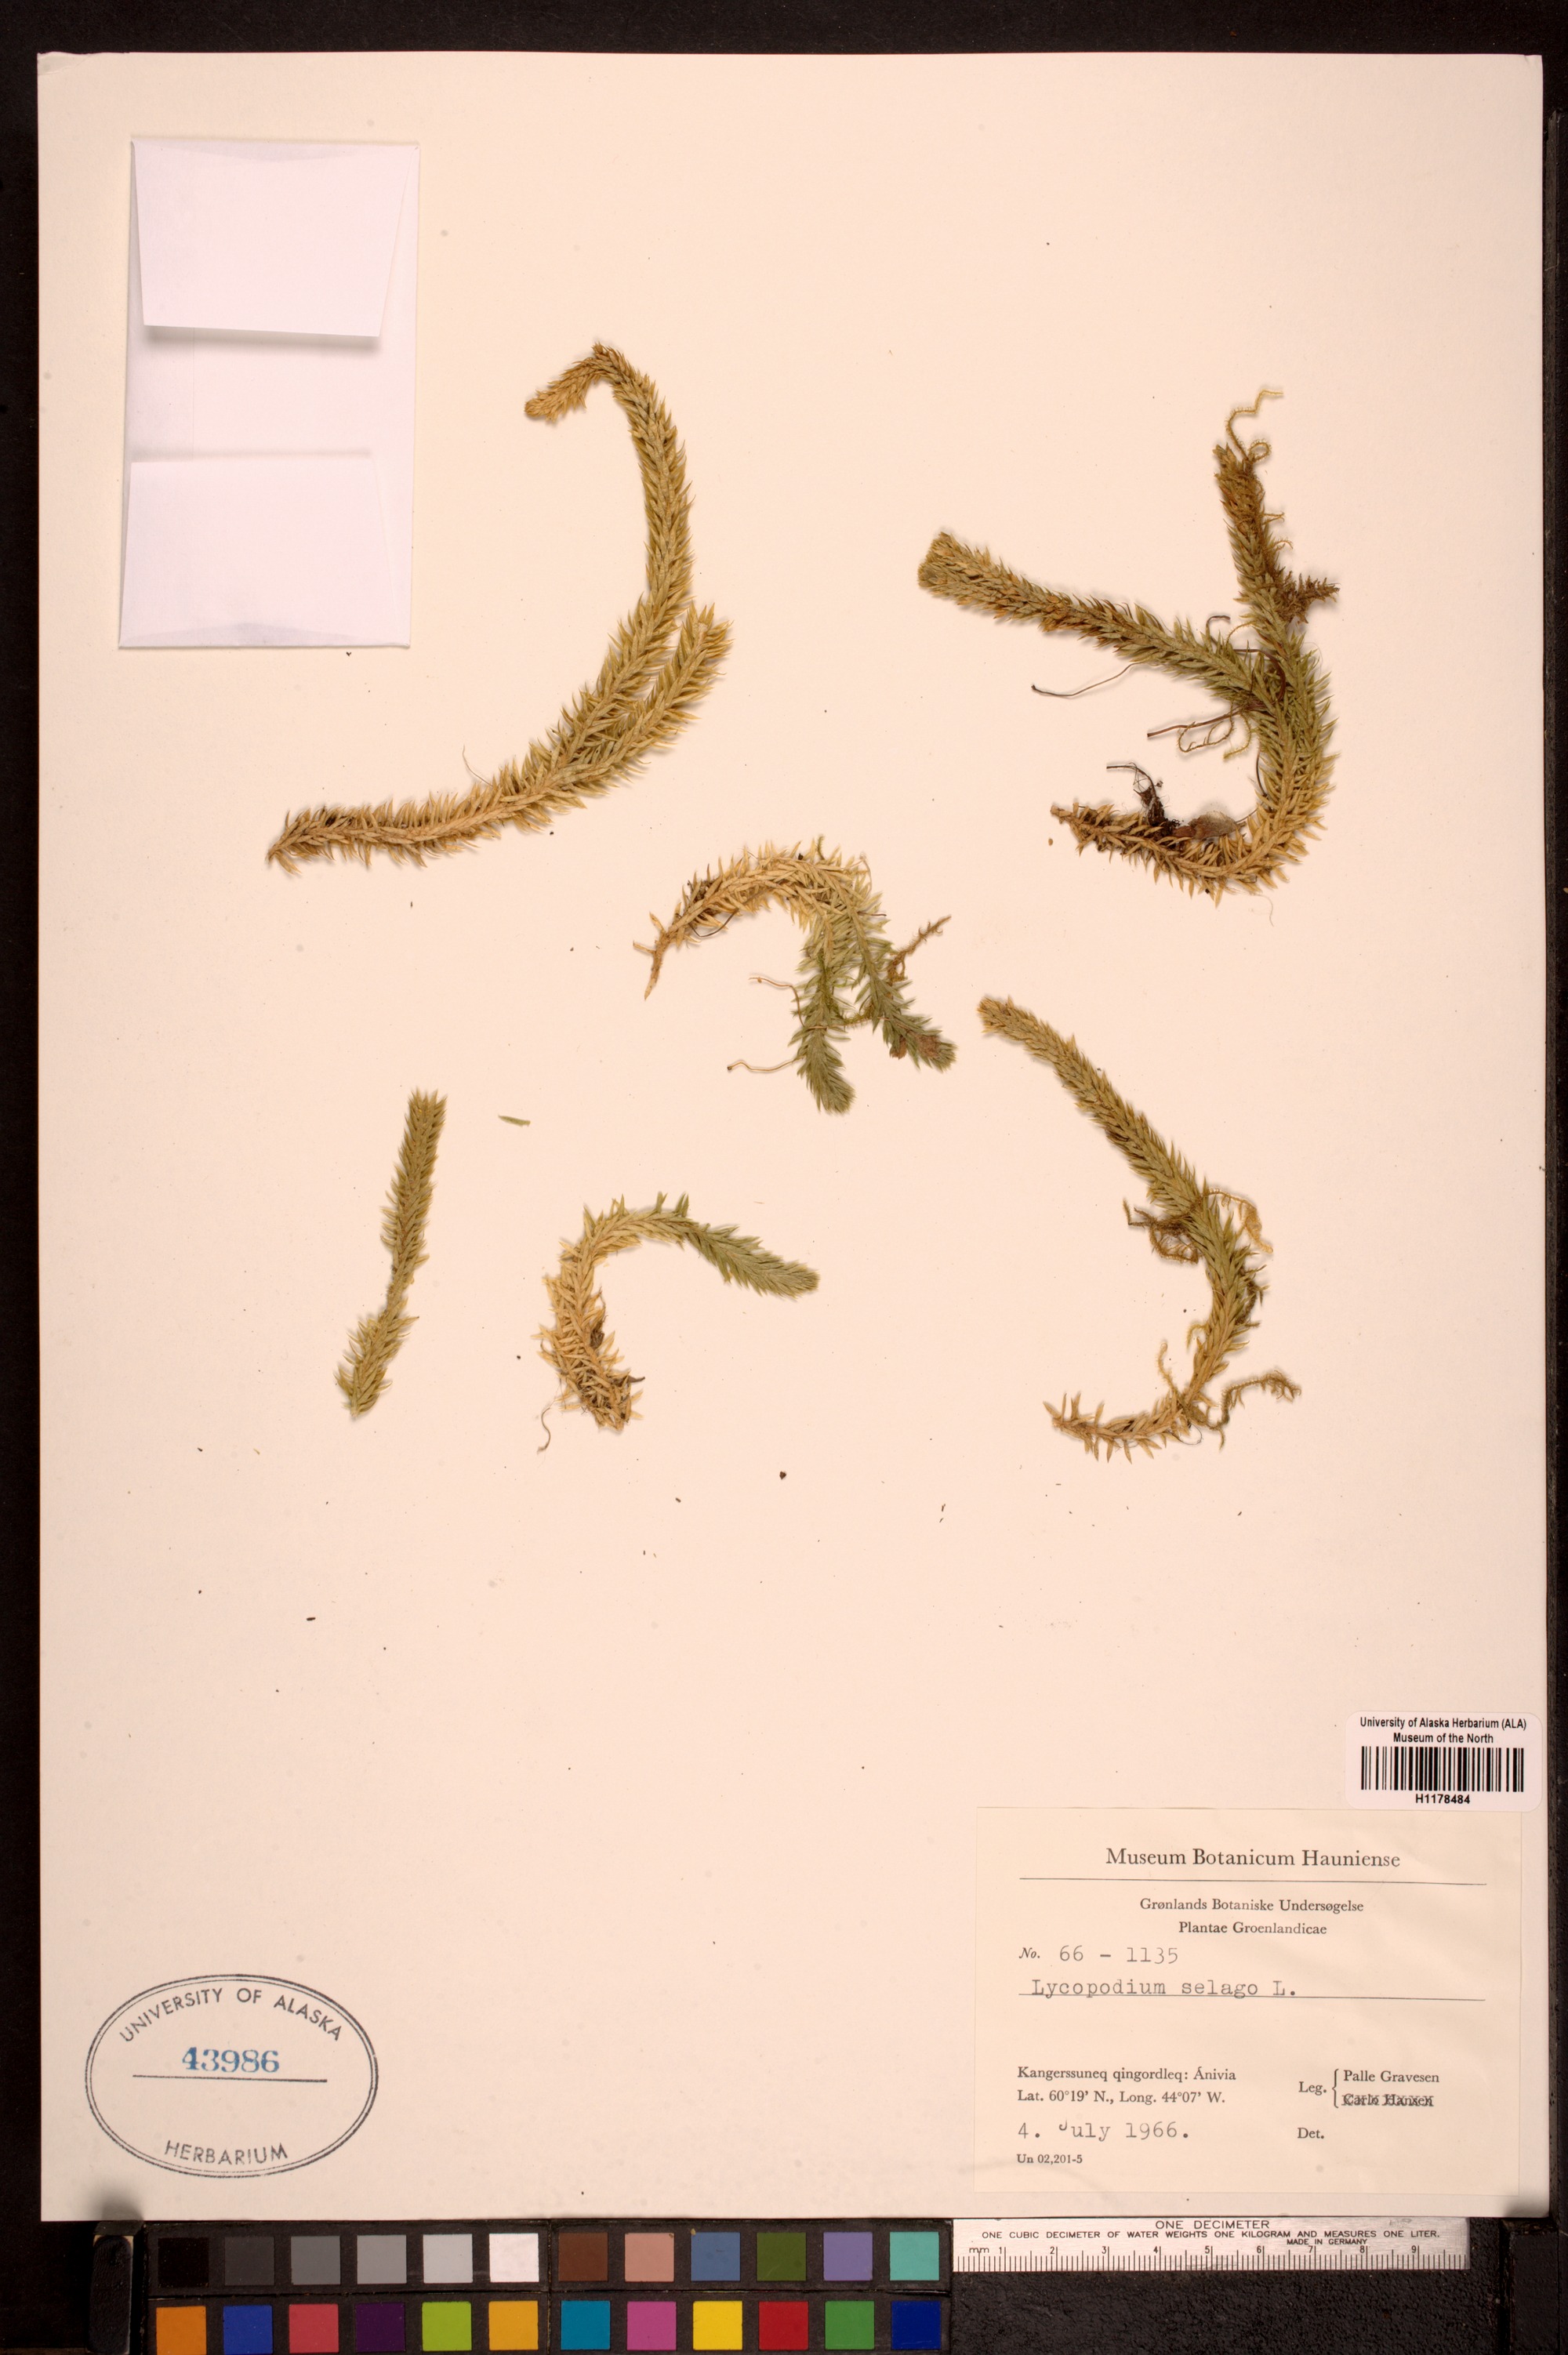 University of Alaska Herbarium (ALA)
Museum of the North
H1178484
Museum Botanicum Hauniense
Grønlands Botaniske Undersøgelse
Plantae Groenlandicae
No. 66 - 1135
Lycopodium selago L.
Kangerssuneq qingordleq: Ánivia
Lat. 60°19' N., Long. 44°07' W.
4. July 1966.
Un 02,201-5
Leg. Palle Gravesen
Carlo Hansen
Det.
UNIVERSITY OF ALASKA
43986
HERBARIUM
ONE DECIMETER
ONE CUBIC DECIMETER OF WATER WEIGHTS ONE KILOGRAM AND MEASURES ONE LITER.
MADE IN GERMANY
mm 1 2 3 4 5 6 7 8 9